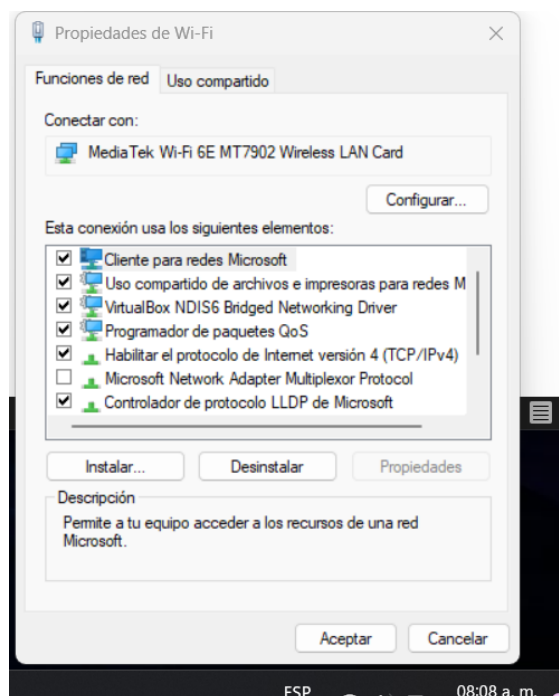 Propiedades de Wi-Fi
Funciones de red
Uso compartido
Conectar con:
MediaTek Wi-Fi 6E MT7902 Wireless LAN Card
Configurar...
Esta conexión usa los siguientes elementos:
Cliente para redes Microsoft
Uso compartido de archivos e impresoras para redes M
VirtualBox NDIS6 Bridged Networking Driver
Programador de paquetes QoS
Habilitar el protocolo de Internet versión 4 (TCP/IPv4)
Microsoft Network Adapter Multiplexor Protocol
Controlador de protocolo LLDP de Microsoft
Instalar...
Desinstalar
Propiedades
Descripción
Permite a tu equipo acceder a los recursos de una red
Microsoft.
Aceptar
Cancelar
ESP
08:08 a. m.